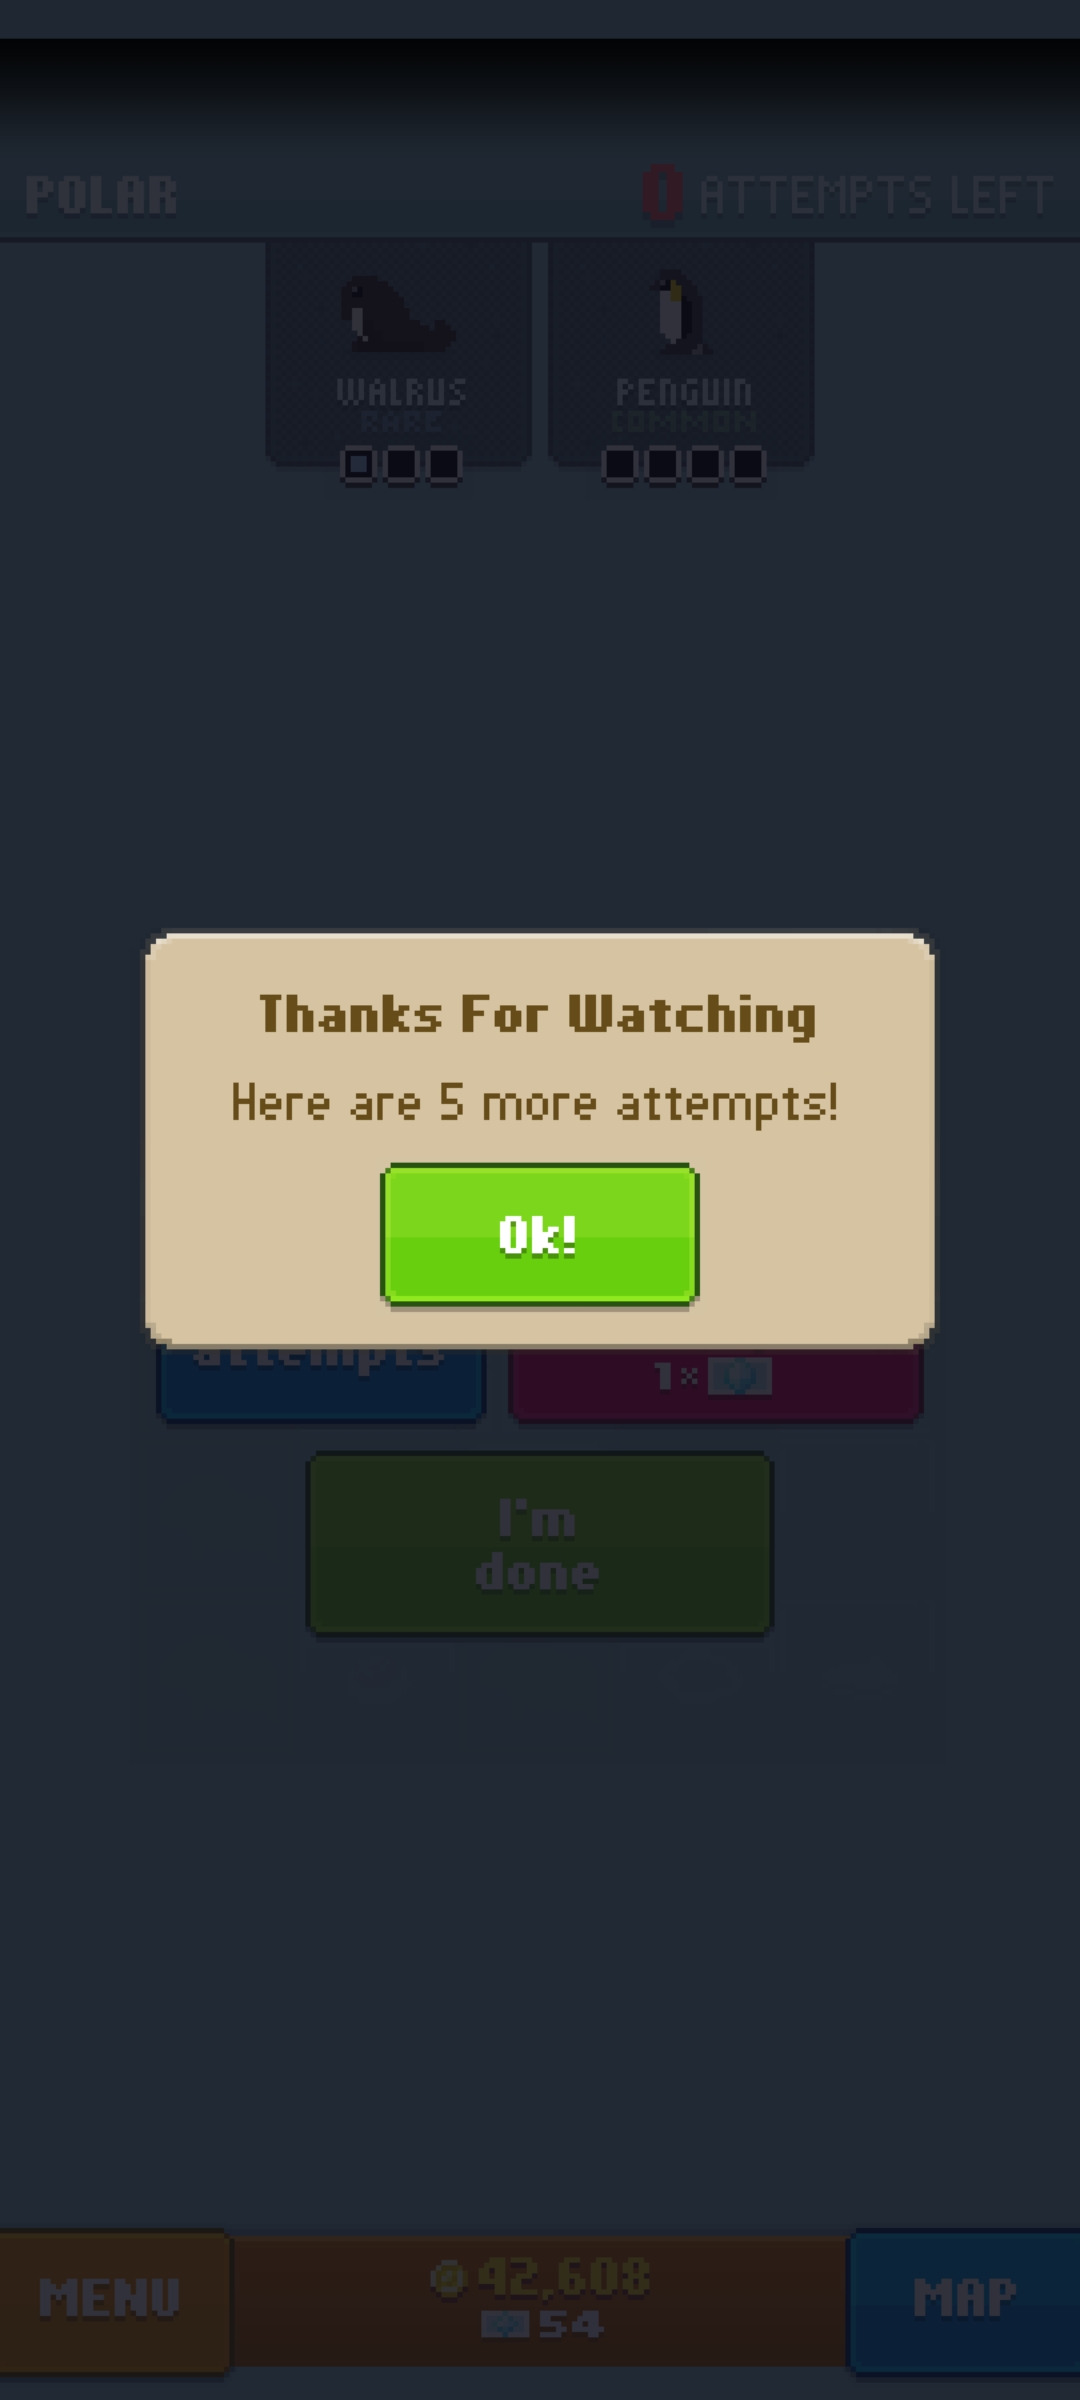 POLAR
0 ATTEMPTS LEFT
WALRUS
RARE
PENGUIN
COMMON
Thanks For Watching
Here are 5 more attempts!
Ok!
attempts
1×
I'm
done
MENU
42,608
54
MAP